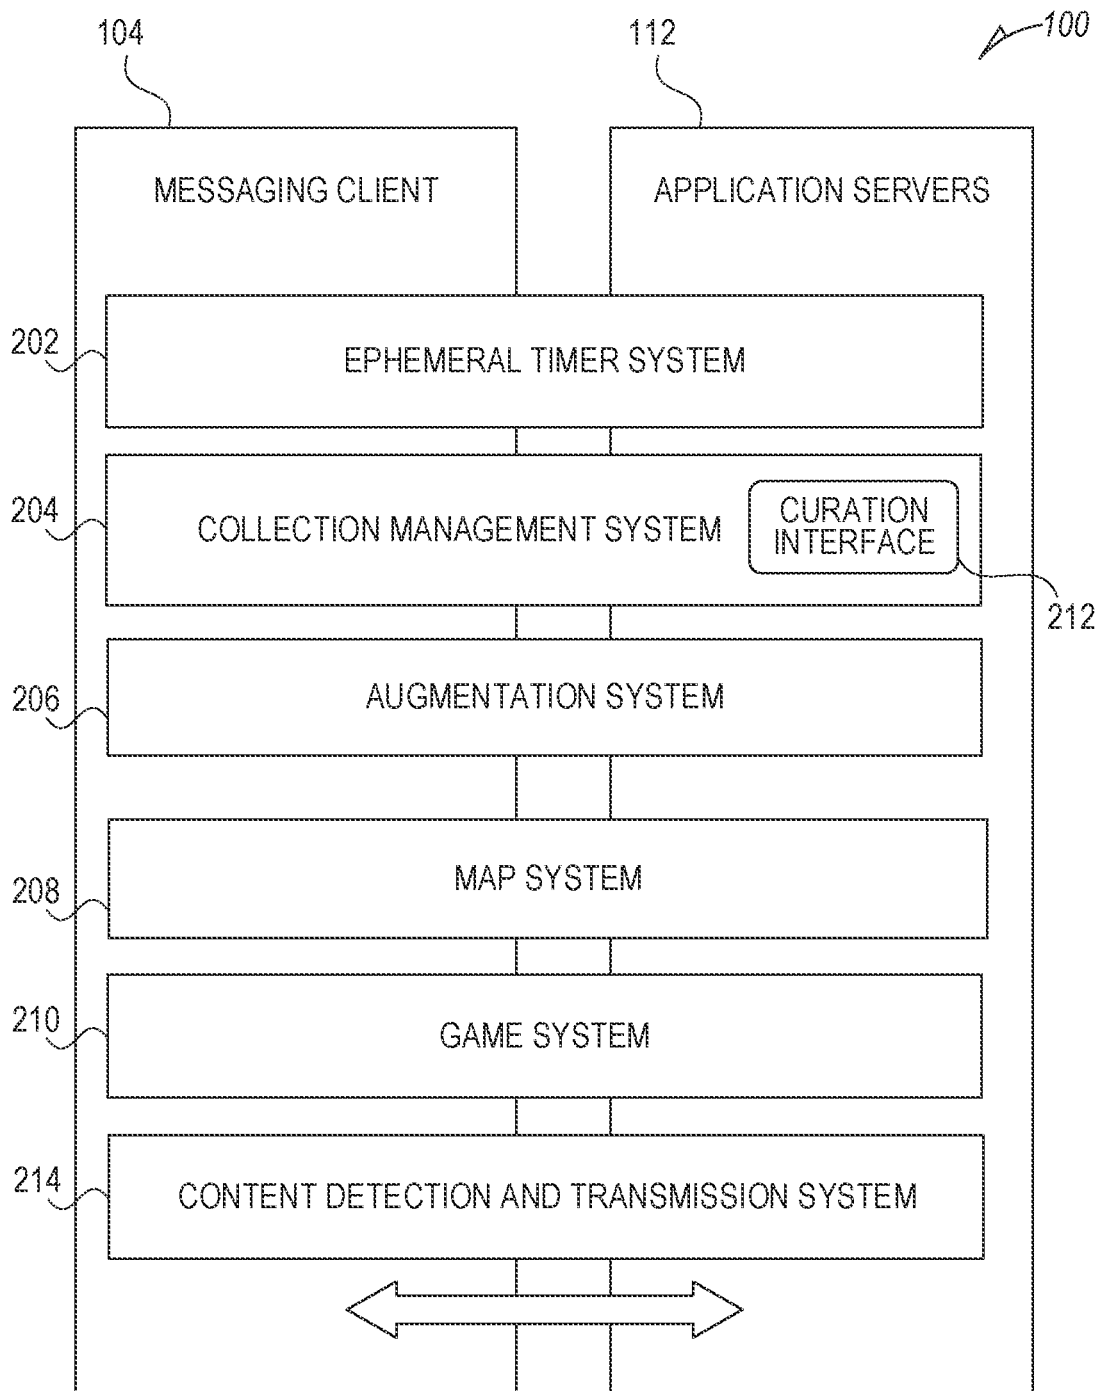 104
112
100
MESSAGING CLIENT
APPLICATION SERVERS
202
EPHEMERAL TIMER SYSTEM
204
COLLECTION MANAGEMENT SYSTEM
CURATION
INTERFACE
212
206
AUGMENTATION SYSTEM
208
MAP SYSTEM
210
GAME SYSTEM
214
CONTENT DETECTION AND TRANSMISSION SYSTEM